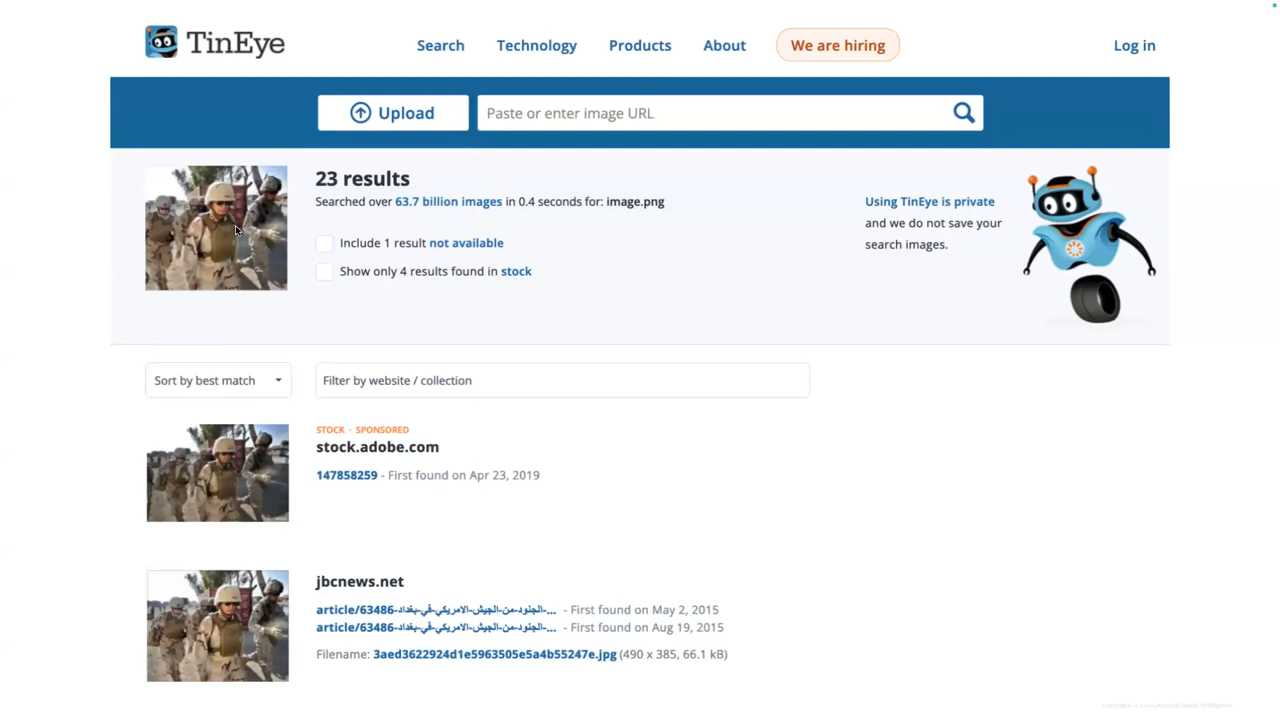 TinEye
Search Technology Products About We are hiring Log in
Upload Paste or enter image URL
23 results
Searched over 63.7 billion images in 0.4 seconds for: image.png
Include 1 result not available
Show only 4 results found in stock
Using TinEye is private
and we do not save your
search images.
Sort by best match Filter by website / collection
STOCK · SPONSORED
stock.adobe.com
147858259 - First found on Apr 23, 2019
jbcnews.net
article/63486-الجنود-من-الجيش-الامريكي-في-بغداد-... - First found on May 2, 2015
article/63486-الجنود-من-الجيش-الامريكي-في-بغداد-... - First found on Aug 19, 2015
Filename: 3aed3622924d1e5963505e5a4b55247e.jpg (490 x 385, 66.1 kB)